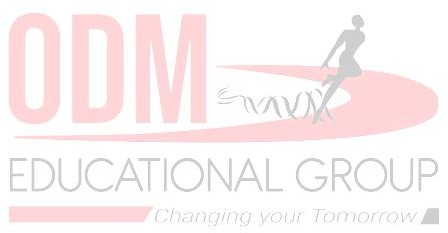 ODM
EDUCATIONAL GROUP
Changing your Tomorrow